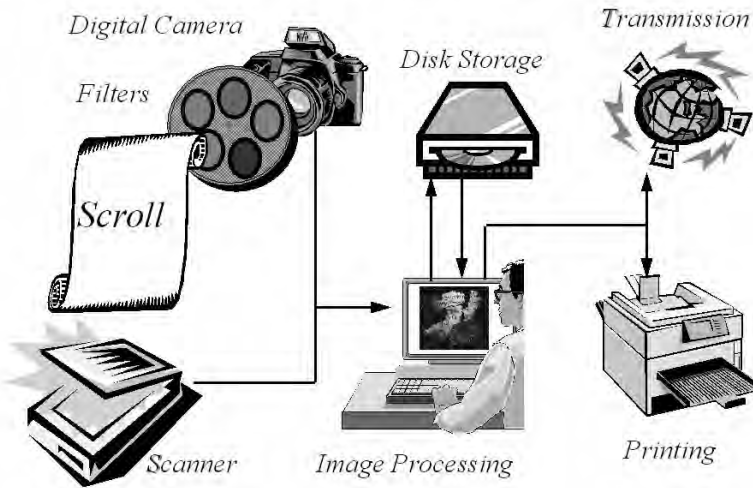 Digital Camera
Transmission
Disk Storage
Filters
Scroll
Scanner
Image Processing
Printing